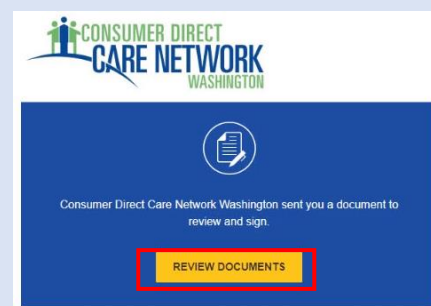 CONSUMER DIRECT
CARE NETWORK
WASHINGTON
Consumer Direct Care Network Washington sent you a document to
review and sign.
REVIEW DOCUMENTS